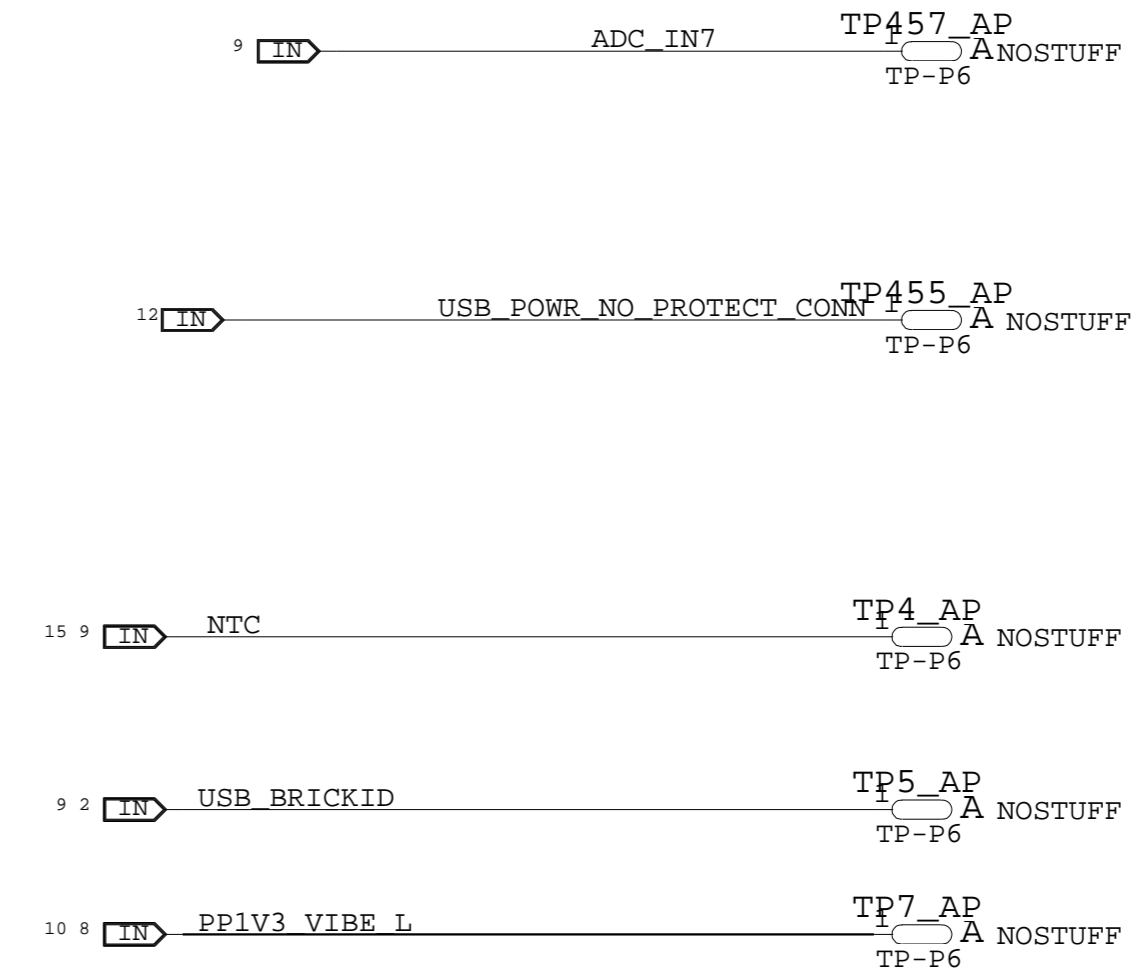 TP457_AP
9 IN ADC_IN7 1 A NOSTUFF
TP-P6
TP455_AP
12 IN USB_POWR_NO_PROTECT_CONN 1 A NOSTUFF
TP-P6
TP4_AP
15 9 IN NTC 1 A NOSTUFF
TP-P6
TP5_AP
9 2 IN USB_BRICKID 1 A NOSTUFF
TP-P6
TP7_AP
10 8 IN PP1V3_VIBE_L 1 A NOSTUFF
TP-P6